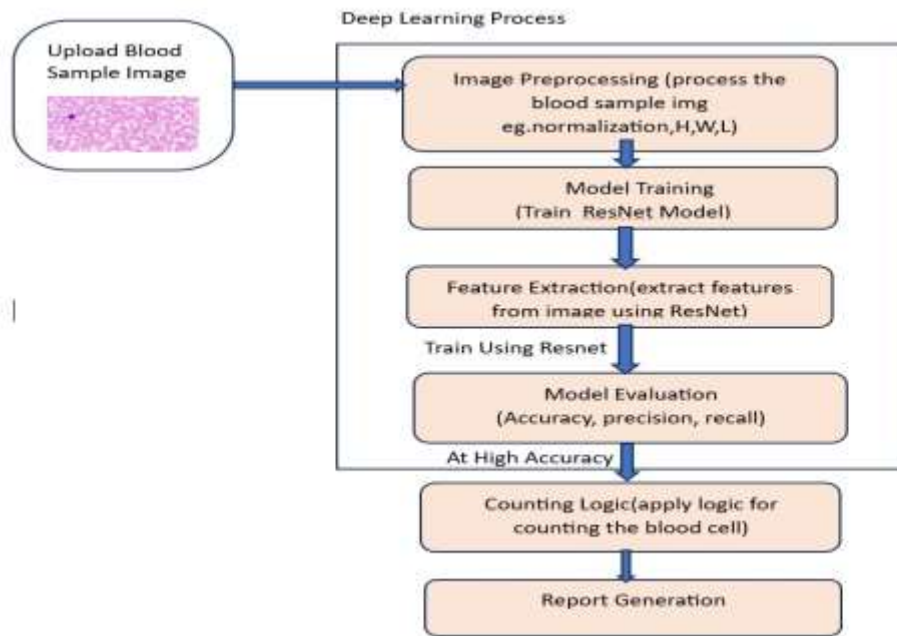 Deep Learning Process
Upload Blood
Sample Image
Image Preprocessing (process the
blood sample img
eg.normalization,H,W,L)
Model Training
(Train ResNet Model)
Feature Extraction(extract features
from image using ResNet)
Train Using Resnet
Model Evaluation
(Accuracy, precision, recall)
At High Accuracy
Counting Logic(apply logic for
counting the blood cell)
Report Generation